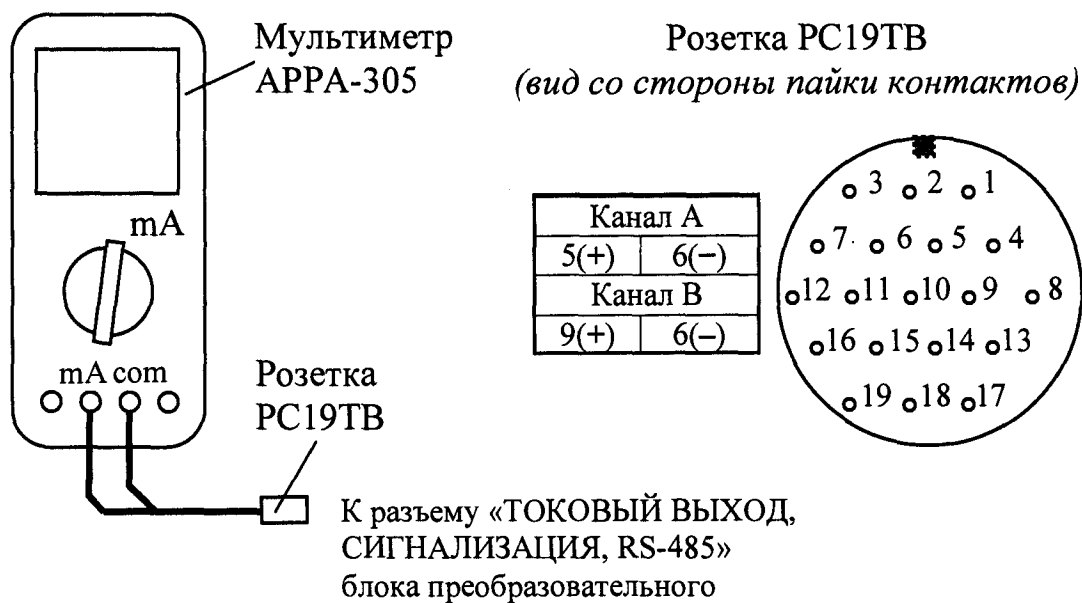 Мультиметр
APPA-305
mA
mA com
Розетка
РС19ТВ
К разъему «ТОКОВЫЙ ВЫХОД,
СИГНАЛИЗАЦИЯ, RS-485»
блока преобразовательного
Розетка РС19ТВ
(вид со стороны пайки контактов)
Канал А
5(+) 6(–)
Канал В
9(+) 6(–)
3 2 1
7 6 5 4
12 11 10 9 8
16 15 14 13
19 18 17